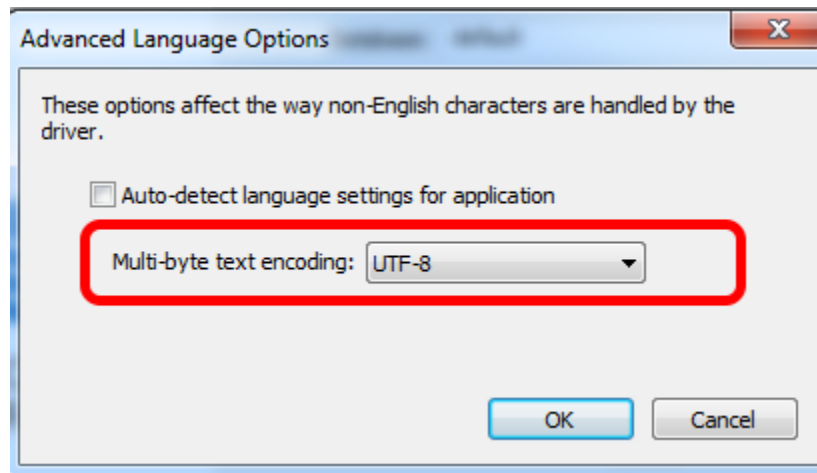 Advanced Language Options
These options affect the way non-English characters are handled by the
driver.
Auto-detect language settings for application
Multi-byte text encoding: UTF-8
OK Cancel